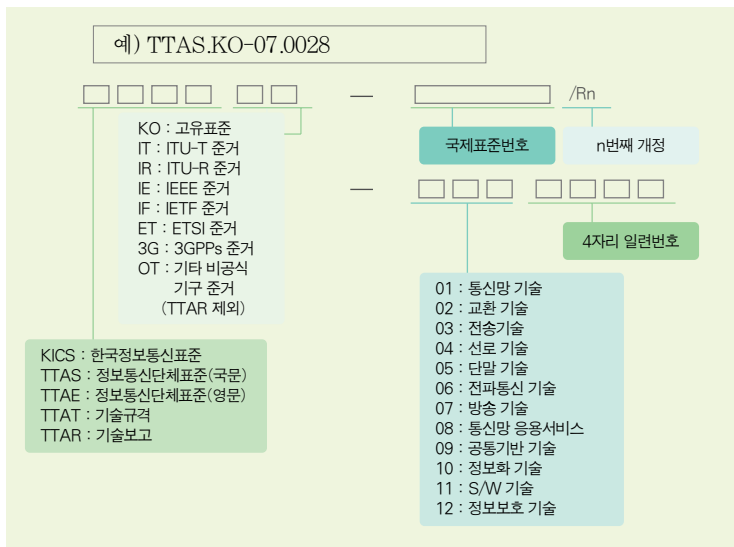 예) TTAS.KO-07.0028
— /Rn
KO : 고유표준
IT : ITU-T 준거
IR : ITU-R 준거
IE : IEEE 준거
IF : IETF 준거
ET : ETSI 준거
3G : 3GPPs 준거
OT : 기타 비공식
기구 준거
(TTAR 제외)
국제표준번호
n번째 개정
—
4자리 일련번호
KICS : 한국정보통신표준
TTAS : 정보통신단체표준(국문)
TTAE : 정보통신단체표준(영문)
TTAT : 기술규격
TTAR : 기술보고
01 : 통신망 기술
02 : 교환 기술
03 : 전송기술
04 : 선로 기술
05 : 단말 기술
06 : 전파통신 기술
07 : 방송 기술
08 : 통신망 응용서비스
09 : 공통기반 기술
10 : 정보화 기술
11 : S/W 기술
12 : 정보보호 기술